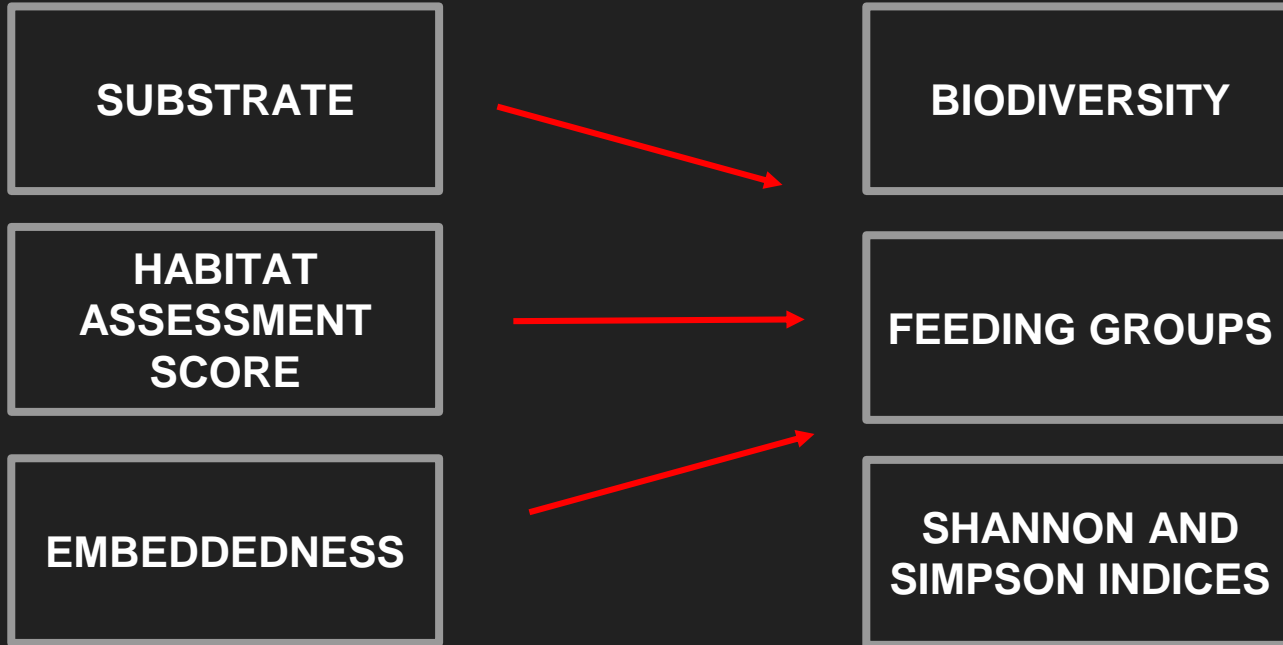 SUBSTRATE
HABITAT
ASSESSMENT
SCORE
EMBEDDEDNESS
BIODIVERSITY
FEEDING GROUPS
SHANNON AND
SIMPSON INDICES